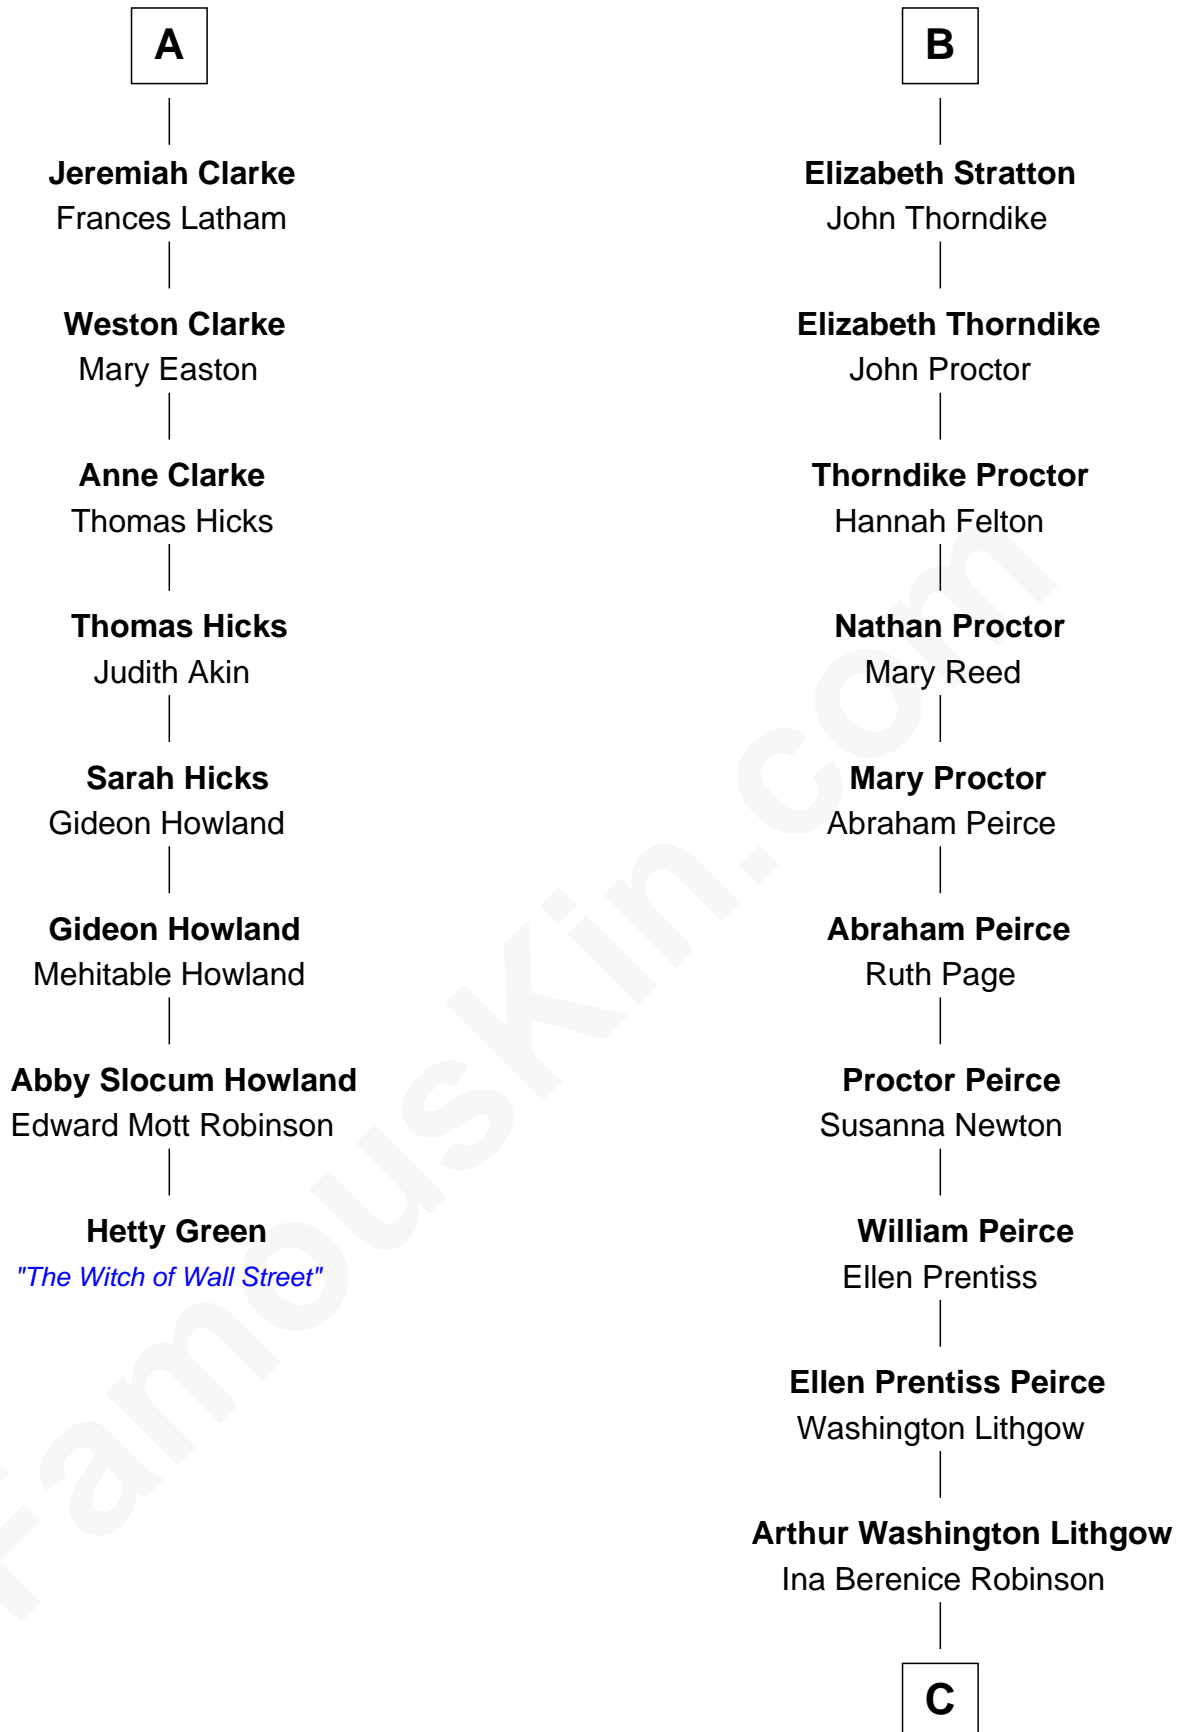 A
Jeremiah Clarke
Frances Latham
Weston Clarke
Mary Easton
Anne Clarke
Thomas Hicks
Thomas Hicks
Judith Akin
Sarah Hicks
Gideon Howland
Gideon Howland
Mehitable Howland
Abby Slocum Howland
Edward Mott Robinson
Hetty Green
"The Witch of Wall Street"
B
Elizabeth Stratton
John Thorndike
Elizabeth Thorndike
John Proctor
Thorndike Proctor
Hannah Felton
Nathan Proctor
Mary Reed
Mary Proctor
Abraham Peirce
Abraham Peirce
Ruth Page
Proctor Peirce
Susanna Newton
William Peirce
Ellen Prentiss
Ellen Prentiss Peirce
Washington Lithgow
Arthur Washington Lithgow
Ina Berenice Robinson
C
FamousKin.com